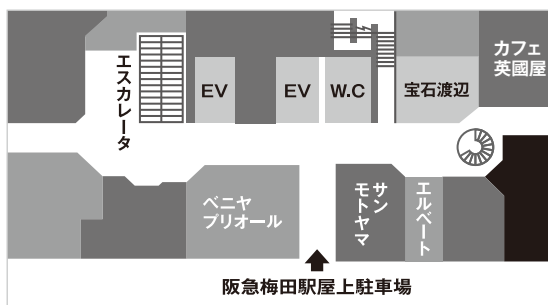 エスカレータ
EV
EV
W.C
宝石渡辺
カフェ
英國屋
ベニヤ
プリオール
サン
モトヤマ
エルベート
阪急梅田駅屋上駐車場